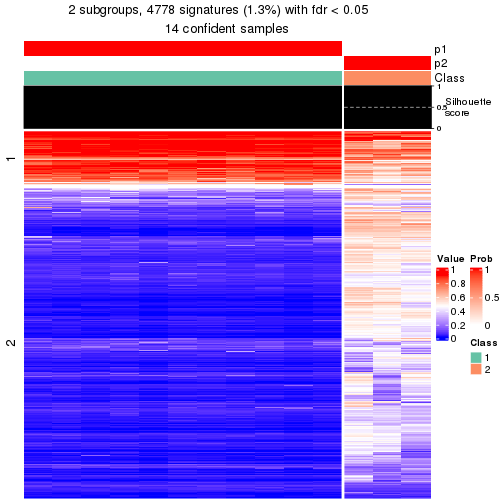 2 subgroups, 4778 signatures (1.3%) with fdr < 0.05
14 confident samples
p1
p2
Class
1
0.5
0
Silhouette
score
1
2
Value
1
0.8
0.6
0.4
0.2
0
Prob
1
0.5
0
Class
1
2